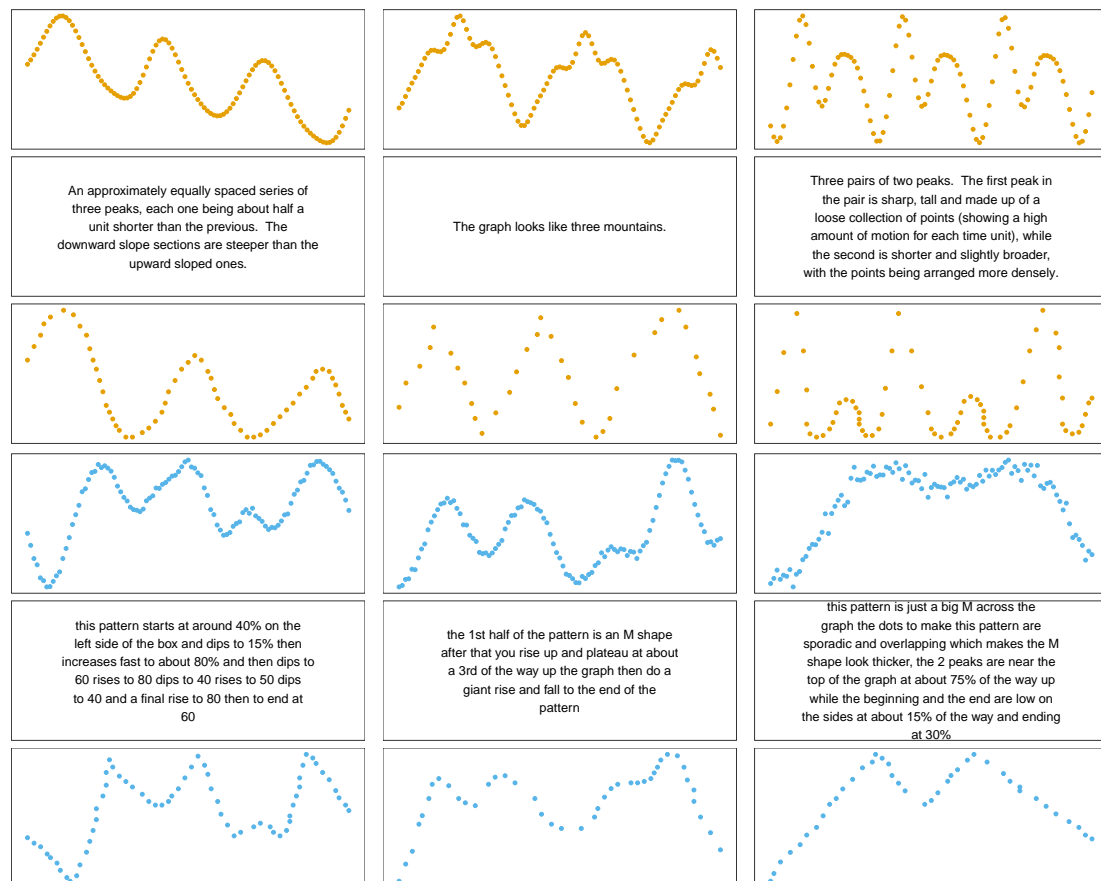 An approximately equally spaced series of
three peaks, each one being about half a
unit shorter than the previous. The
downward slope sections are steeper than the
upward sloped ones.
The graph looks like three mountains.
Three pairs of two peaks. The first peak in
the pair is sharp, tall and made up of a
loose collection of points (showing a high
amount of motion for each time unit), while
the second is shorter and slightly broader,
with the points being arranged more densely.
this pattern starts at around 40% on the
left side of the box and dips to 15% then
increases fast to about 80% and then dips to
60 rises to 80 dips to 40 rises to 50 dips
to 40 and a final rise to 80 then to end at
60
the 1st half of the pattern is an M shape
after that you rise up and plateau at about
a 3rd of the way up the graph then do a
giant rise and fall to the end of the
pattern
this pattern is just a big M across the
graph the dots to make this pattern are
sporadic and overlapping which makes the M
shape look thicker, the 2 peaks are near the
top of the graph at about 75% of the way up
while the beginning and the end are low on
the sides at about 15% of the way and ending
at 30%